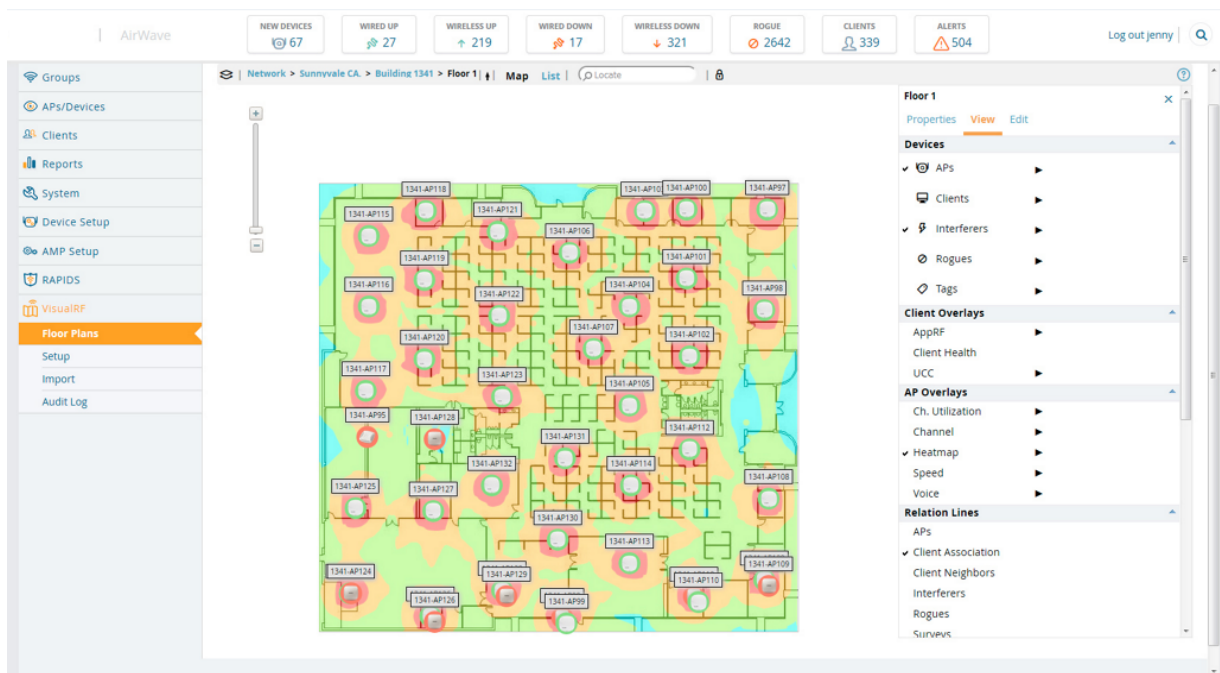 AirWave
NEW DEVICES
67
WIRED UP
27
WIRELESS UP
219
WIRED DOWN
17
WIRELESS DOWN
321
ROGUE
2642
CLIENTS
339
ALERTS
504
Log out jenny
Groups
APs/Devices
Clients
Reports
System
Device Setup
AMP Setup
RAPIDS
VisualRF
Floor Plans
Setup
Import
Audit Log
Network > Sunnyvale CA. > Building 1341 > Floor 1 Map List Locate
1341-AP118
1341-AP100
1341-AP97
1341-AP115
1341-AP121
1341-AP106
1341-AP119
1341-AP101
1341-AP116
1341-AP122
1341-AP104
1341-AP98
1341-AP107
1341-AP120
1341-AP102
1341-AP117
1341-AP123
1341-AP105
1341-AP95
1341-AP128
1341-AP112
1341-AP131
1341-AP132
1341-AP114
1341-AP108
1341-AP125
1341-AP127
1341-AP130
1341-AP113
1341-AP124
1341-AP129
1341-AP110
1341-AP109
1341-AP126
1341-AP99
Floor 1
Properties View Edit
Devices
APs
Clients
Interferers
Rogues
Tags
Client Overlays
AppRF
Client Health
UCC
AP Overlays
Ch. Utilization
Channel
Heatmap
Speed
Voice
Relation Lines
APs
Client Association
Client Neighbors
Interferers
Rogues
Surveys